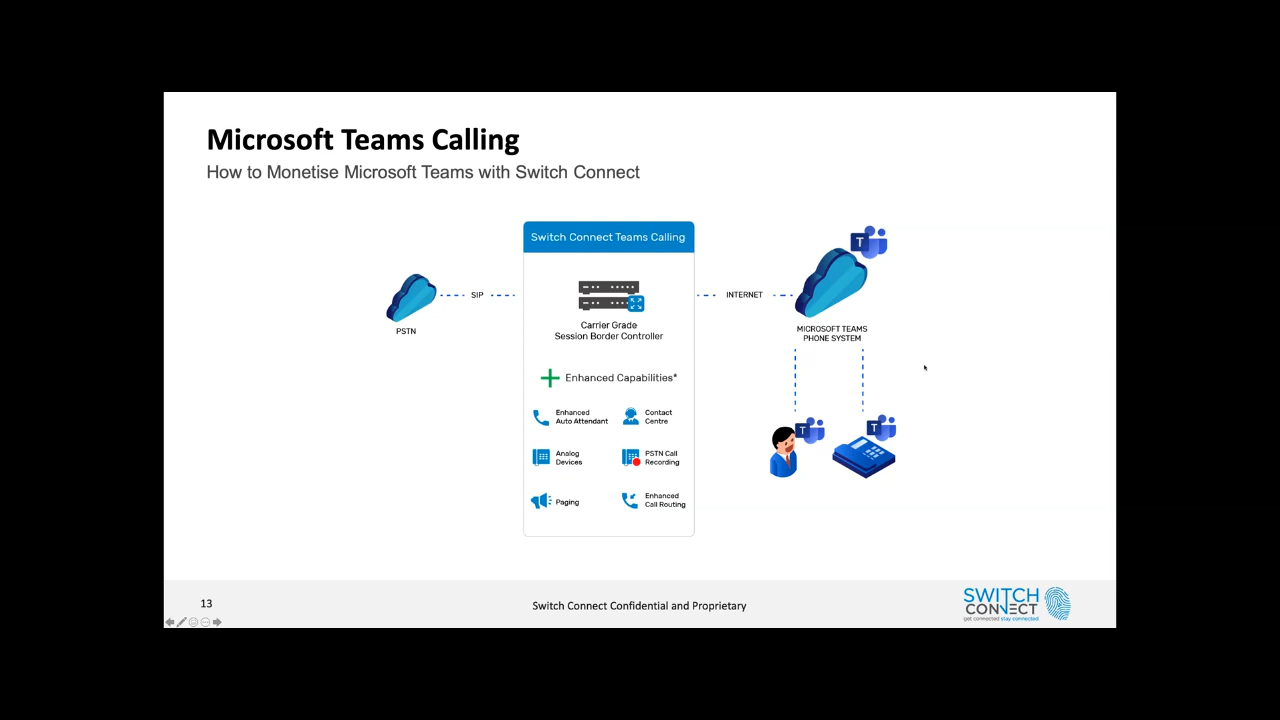 Microsoft Teams Calling
How to Monetise Microsoft Teams with Switch Connect
Switch Connect Teams Calling
T
SIP
INTERNET
PSTN
Carrier Grade
Session Border Controller
MICROSOFT TEAMS
PHONE SYSTEM
Enhanced Capabilities*
Enhanced
Auto Attendant
Contact
Centre
T
T
Analog
Devices
PSTN Call
Recording
Paging
Enhanced
Call Routing
13
Switch Connect Confidential and Proprietary
SWITCH
CONNECT
get connected stay connected